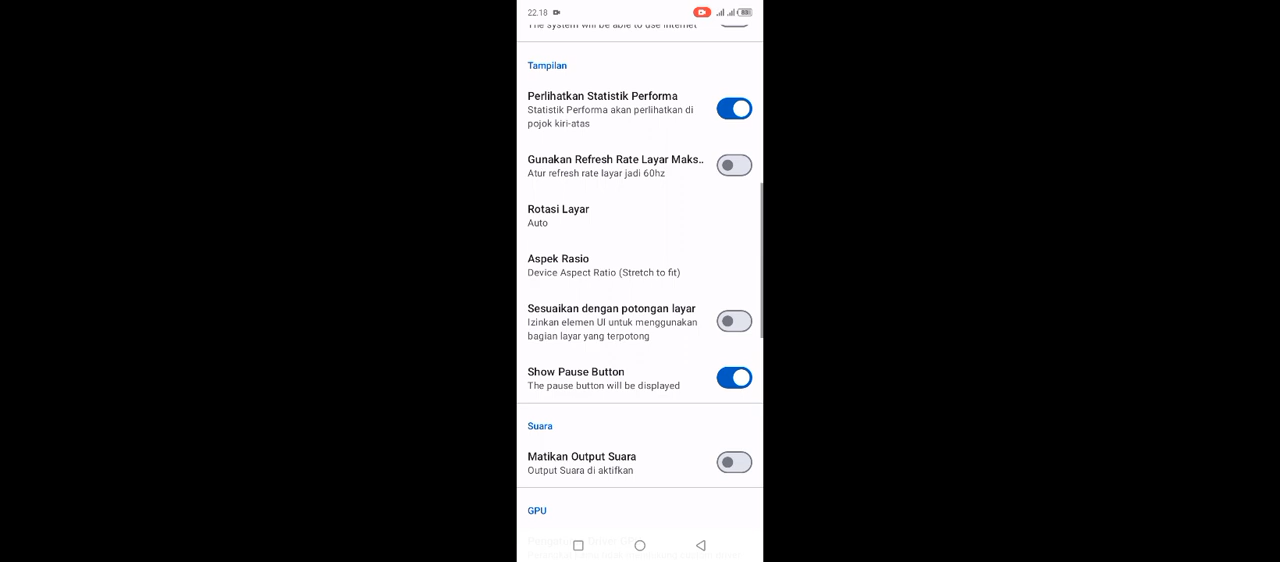 22.18
The system will be able to use internet
Tampilan
Perlihatkan Statistik Performa
Statistik Performa akan perlihatkan di
pojok kiri-atas
Gunakan Refresh Rate Layar Maks..
Atur refresh rate layar jadi 60hz
Rotasi Layar
Auto
Aspek Rasio
Device Aspect Ratio (Stretch to fit)
Sesuaikan dengan potongan layar
Izinkan elemen UI untuk menggunakan
bagian layar yang terpotong
Show Pause Button
The pause button will be displayed
Suara
Matikan Output Suara
Output Suara di aktifkan
GPU